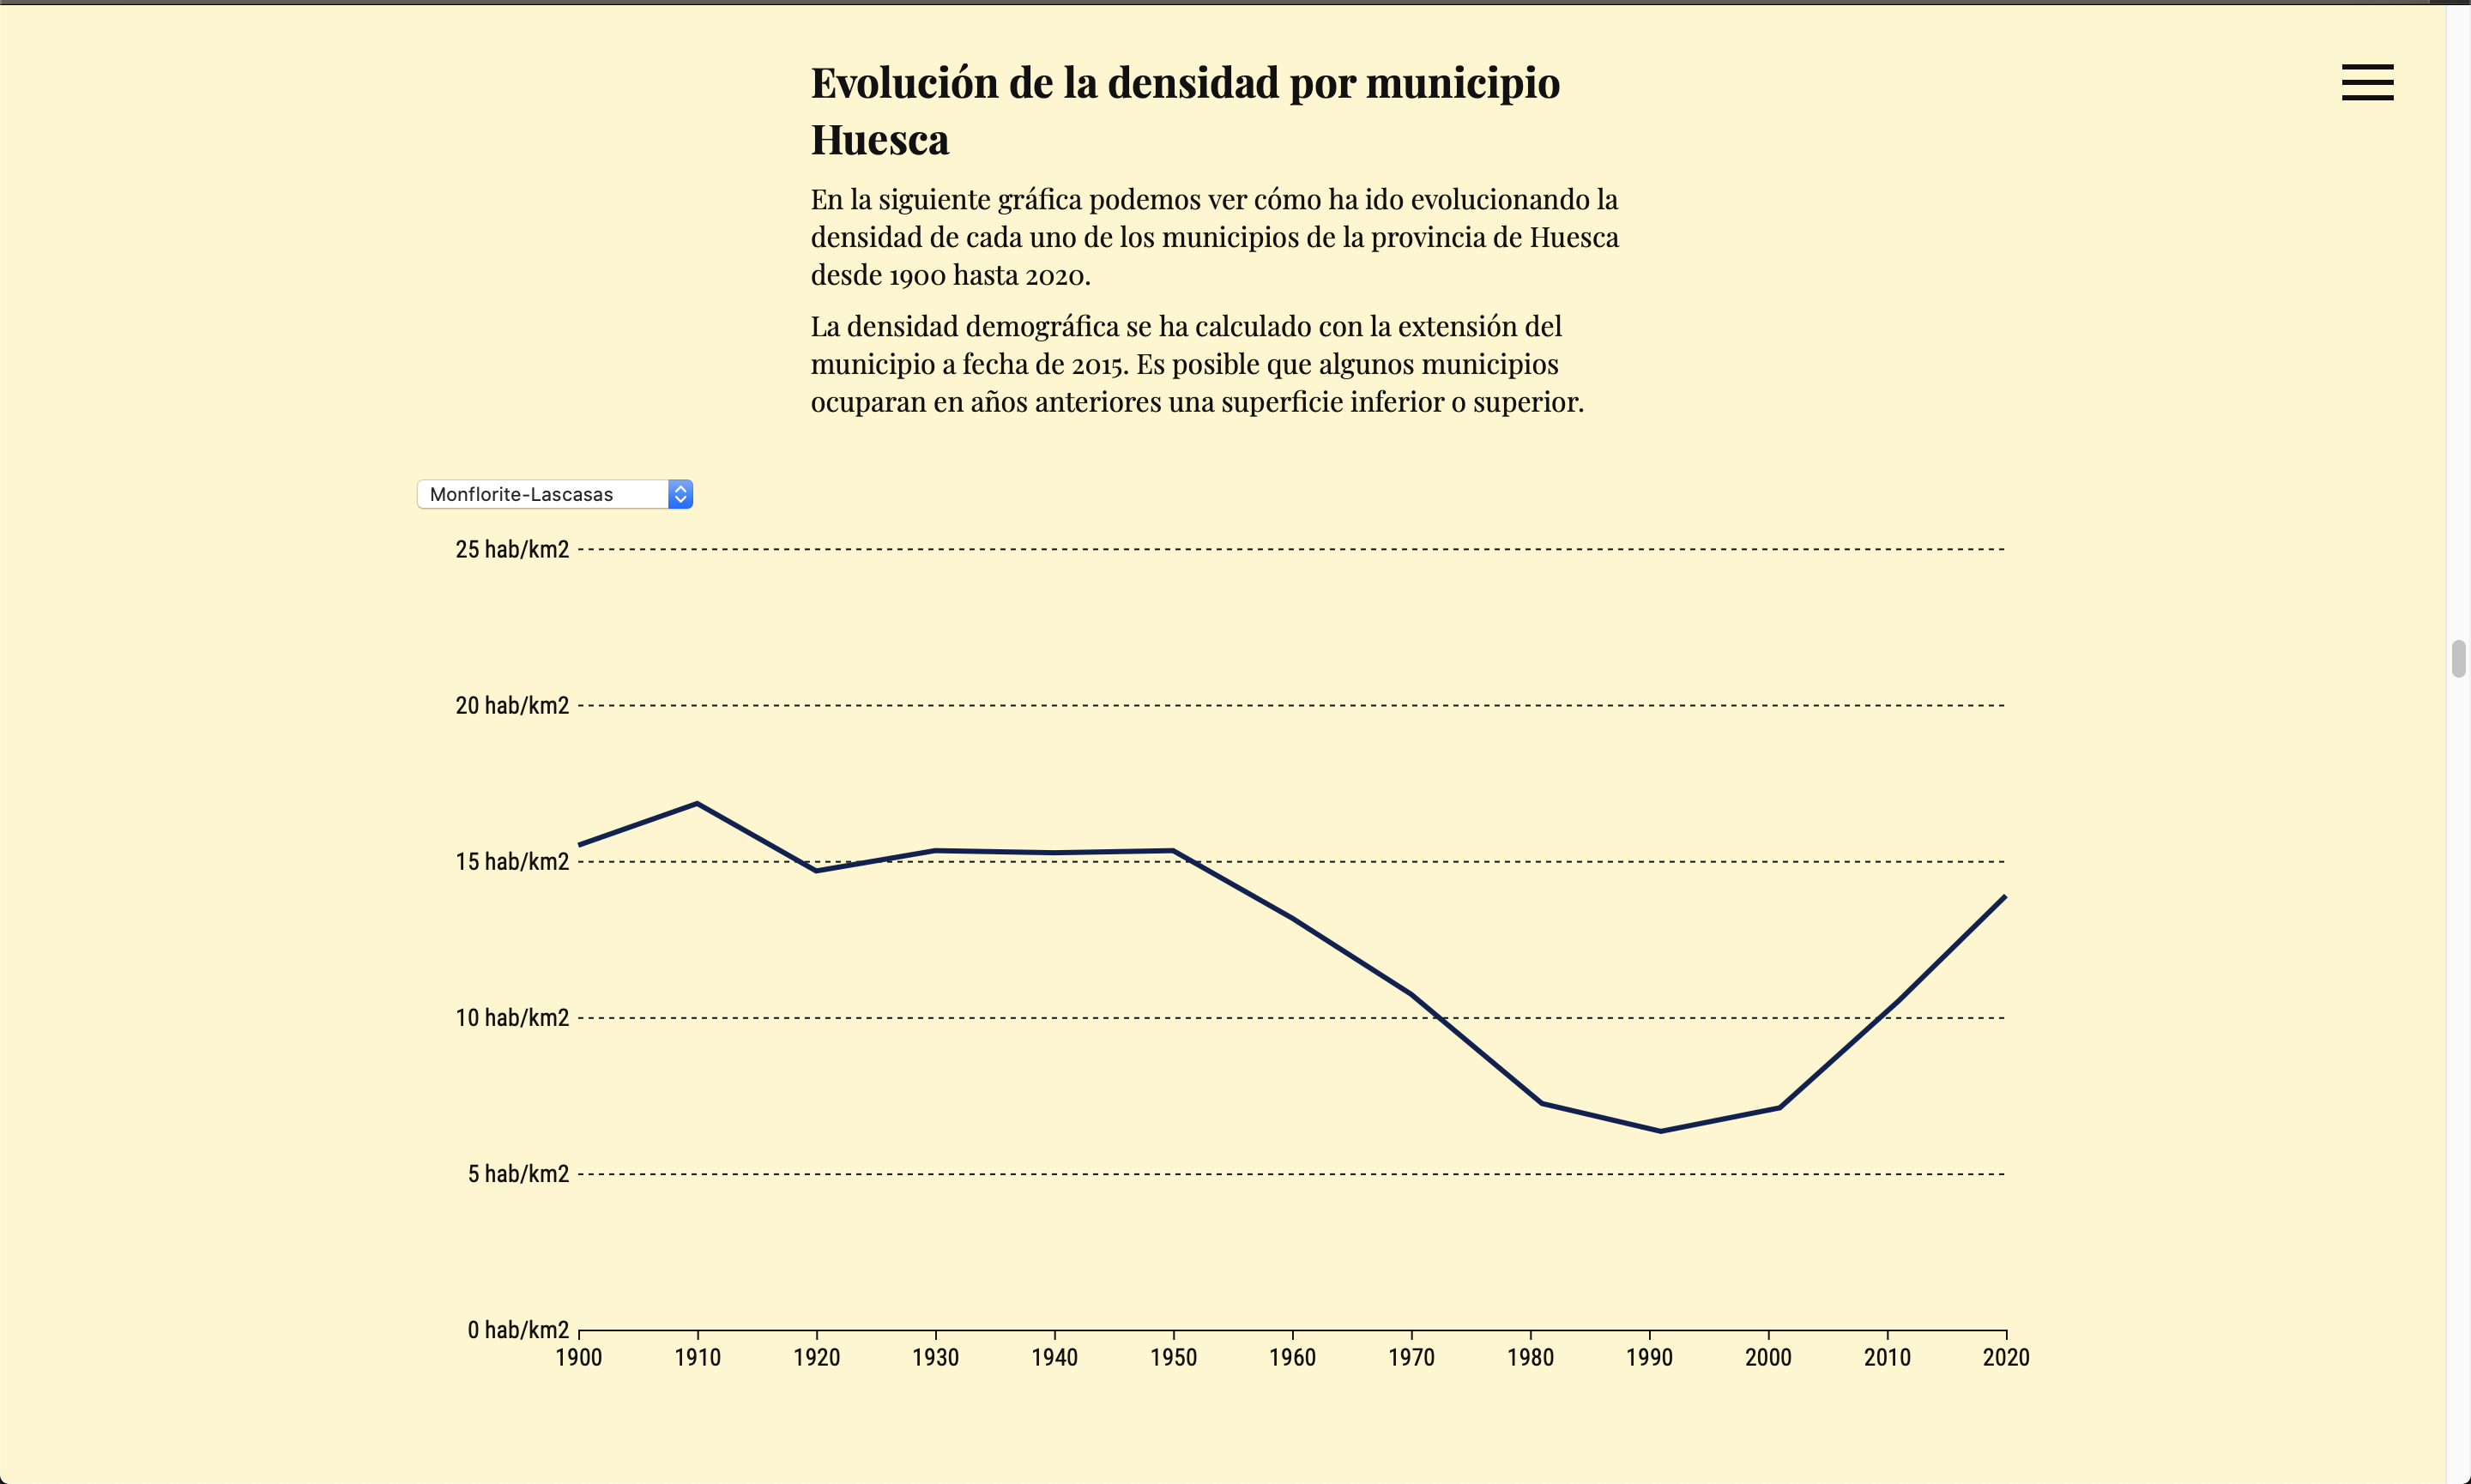 Evolución de la densidad por municipio
Huesca
En la siguiente gráfica podemos ver cómo ha ido evolucionando la
densidad de cada uno de los municipios de la provincia de Huesca
desde 1900 hasta 2020.
La densidad demográfica se ha calculado con la extensión del
municipio a fecha de 2015. Es posible que algunos municipios
ocuparan en años anteriores una superficie inferior o superior.
Monflorite-Lascasas
25 hab/km2
20 hab/km2
15 hab/km2
10 hab/km2
5 hab/km2
0 hab/km2
1900 1910 1920 1930 1940 1950 1960 1970 1980 1990 2000 2010 2020